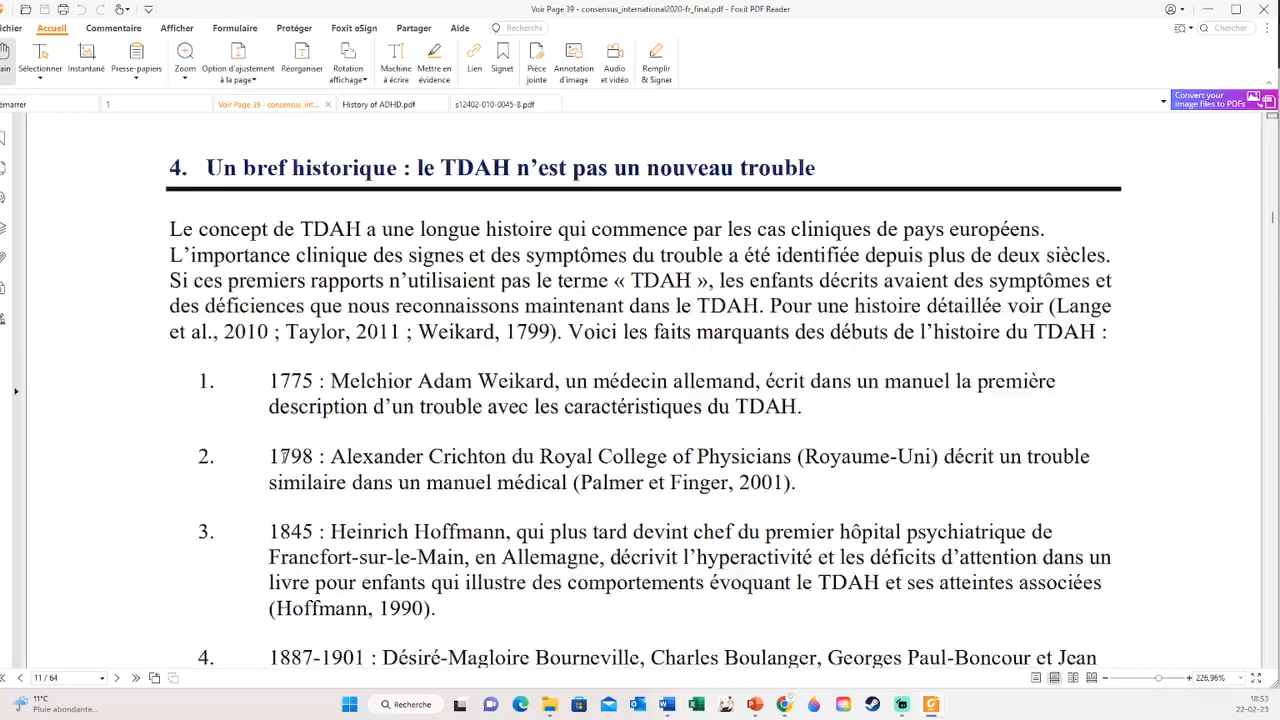 Voir Page 39 - consensus_international2020-fr_final.pdf - Foxit PDF Reader
ichier Accueil Commentaire Afficher Formulaire Protéger Foxit eSign Partager Aide Recherche Chercher
ain Sélectionner Instantané Presse-papiers Zoom Option d'ajustement à la page Réorganiser Rotation affichage Machine à écrire Mettre en évidence Lien Signet Pièce jointe Annotation d'image Audio et vidéo Remplir & Signer
émarrer 1 Voir Page 39 - consensus_int... History of ADHD.pdf s12402-010-0045-8.pdf
Convert your
image files to PDFs
4. Un bref historique : le TDAH n'est pas un nouveau trouble
Le concept de TDAH a une longue histoire qui commence par les cas cliniques de pays européens.
L'importance clinique des signes et des symptômes du trouble a été identifiée depuis plus de deux siècles.
Si ces premiers rapports n'utilisaient pas le terme « TDAH », les enfants décrits avaient des symptômes et
des déficiences que nous reconnaissons maintenant dans le TDAH. Pour une histoire détaillée voir (Lange
et al., 2010 ; Taylor, 2011 ; Weikard, 1799). Voici les faits marquants des débuts de l'histoire du TDAH :
1. 1775 : Melchior Adam Weikard, un médecin allemand, écrit dans un manuel la première
description d'un trouble avec les caractéristiques du TDAH.
2. 1798 : Alexander Crichton du Royal College of Physicians (Royaume-Uni) décrit un trouble
similaire dans un manuel médical (Palmer et Finger, 2001).
3. 1845 : Heinrich Hoffmann, qui plus tard devint chef du premier hôpital psychiatrique de
Francfort-sur-le-Main, en Allemagne, décrivit l'hyperactivité et les déficits d'attention dans un
livre pour enfants qui illustre des comportements évoquant le TDAH et ses atteintes associées
(Hoffmann, 1990).
4. 1887-1901 : Désiré-Magloire Bourneville, Charles Boulanger, Georges Paul-Boncour et Jean
11 / 64 226,96%
11°C
Pluie abondante...
Recherche
18:53
22-02-23